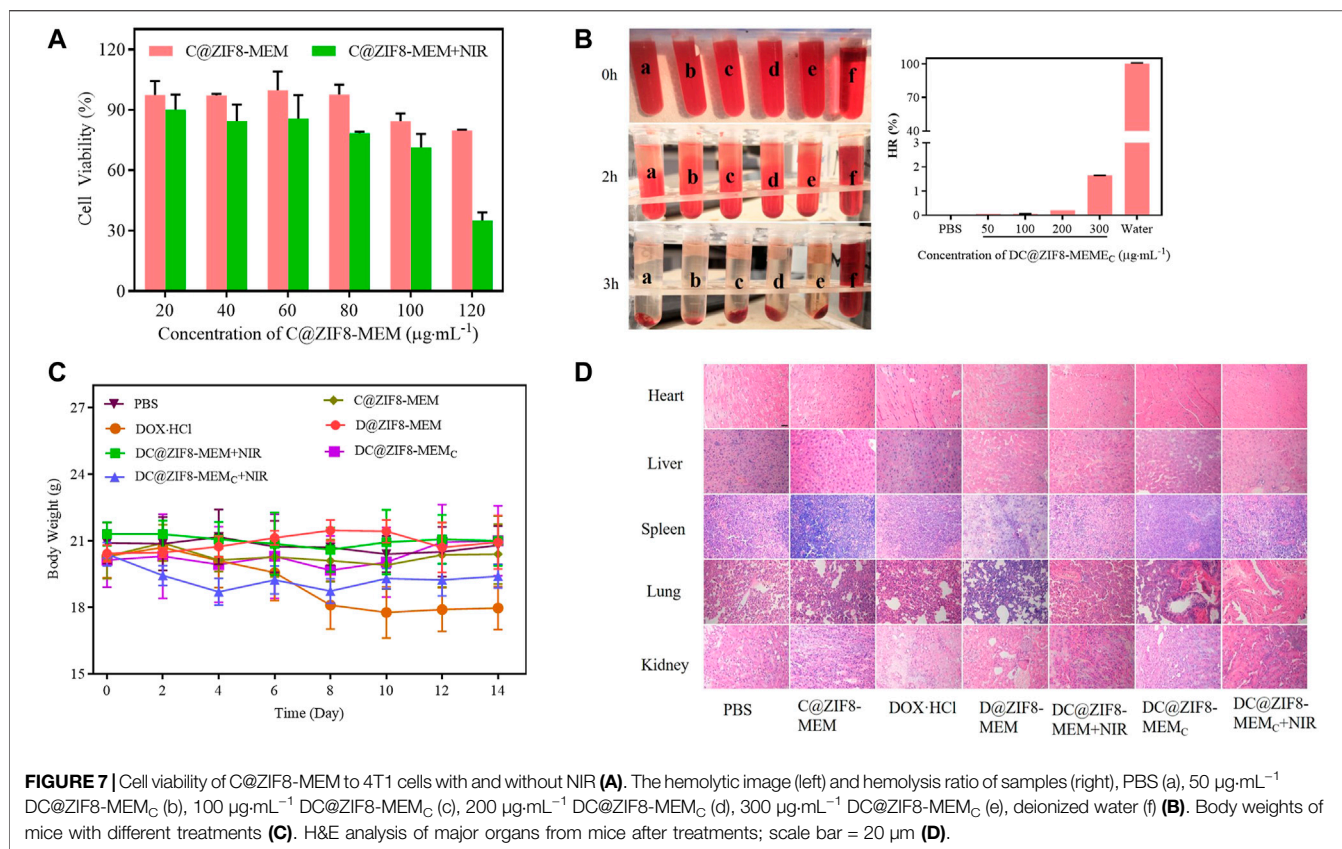 A
C@ZIF8-MEM
C@ZIF8-MEM+NIR
120
90
60
30
0
Cell Viability (%)
20 40 60 80 100 120
Concentration of C@ZIF8-MEM (μg·mL⁻¹)
B
0h
a b c d e f
2h
a b c d e f
3h
a b c d e f
100
80
60
40
3
2
1
0
HR (%)
PBS 50 100 200 300 Water
Concentration of DC@ZIF8-MEME_C (μg·mL⁻¹)
C
PBS
DOX·HCl
DC@ZIF8-MEM+NIR
DC@ZIF8-MEM_C+NIR
C@ZIF8-MEM
D@ZIF8-MEM
DC@ZIF8-MEM_C
27
24
21
18
15
Body Weight (g)
0 2 4 6 8 10 12 14
Time (Day)
D
Heart
Liver
Spleen
Lung
Kidney
PBS
C@ZIF8-
MEM
DOX·HCl
D@ZIF8-
MEM
DC@ZIF8-
MEM+NIR
DC@ZIF8-
MEM_C
DC@ZIF8-
MEM_C+NIR
FIGURE 7 | Cell viability of C@ZIF8-MEM to 4T1 cells with and without NIR (A). The hemolytic image (left) and hemolysis ratio of samples (right), PBS (a), 50 μg·mL⁻¹
DC@ZIF8-MEM_C (b), 100 μg·mL⁻¹ DC@ZIF8-MEM_C (c), 200 μg·mL⁻¹ DC@ZIF8-MEM_C (d), 300 μg·mL⁻¹ DC@ZIF8-MEM_C (e), deionized water (f) (B). Body weights of
mice with different treatments (C). H&E analysis of major organs from mice after treatments; scale bar = 20 μm (D).